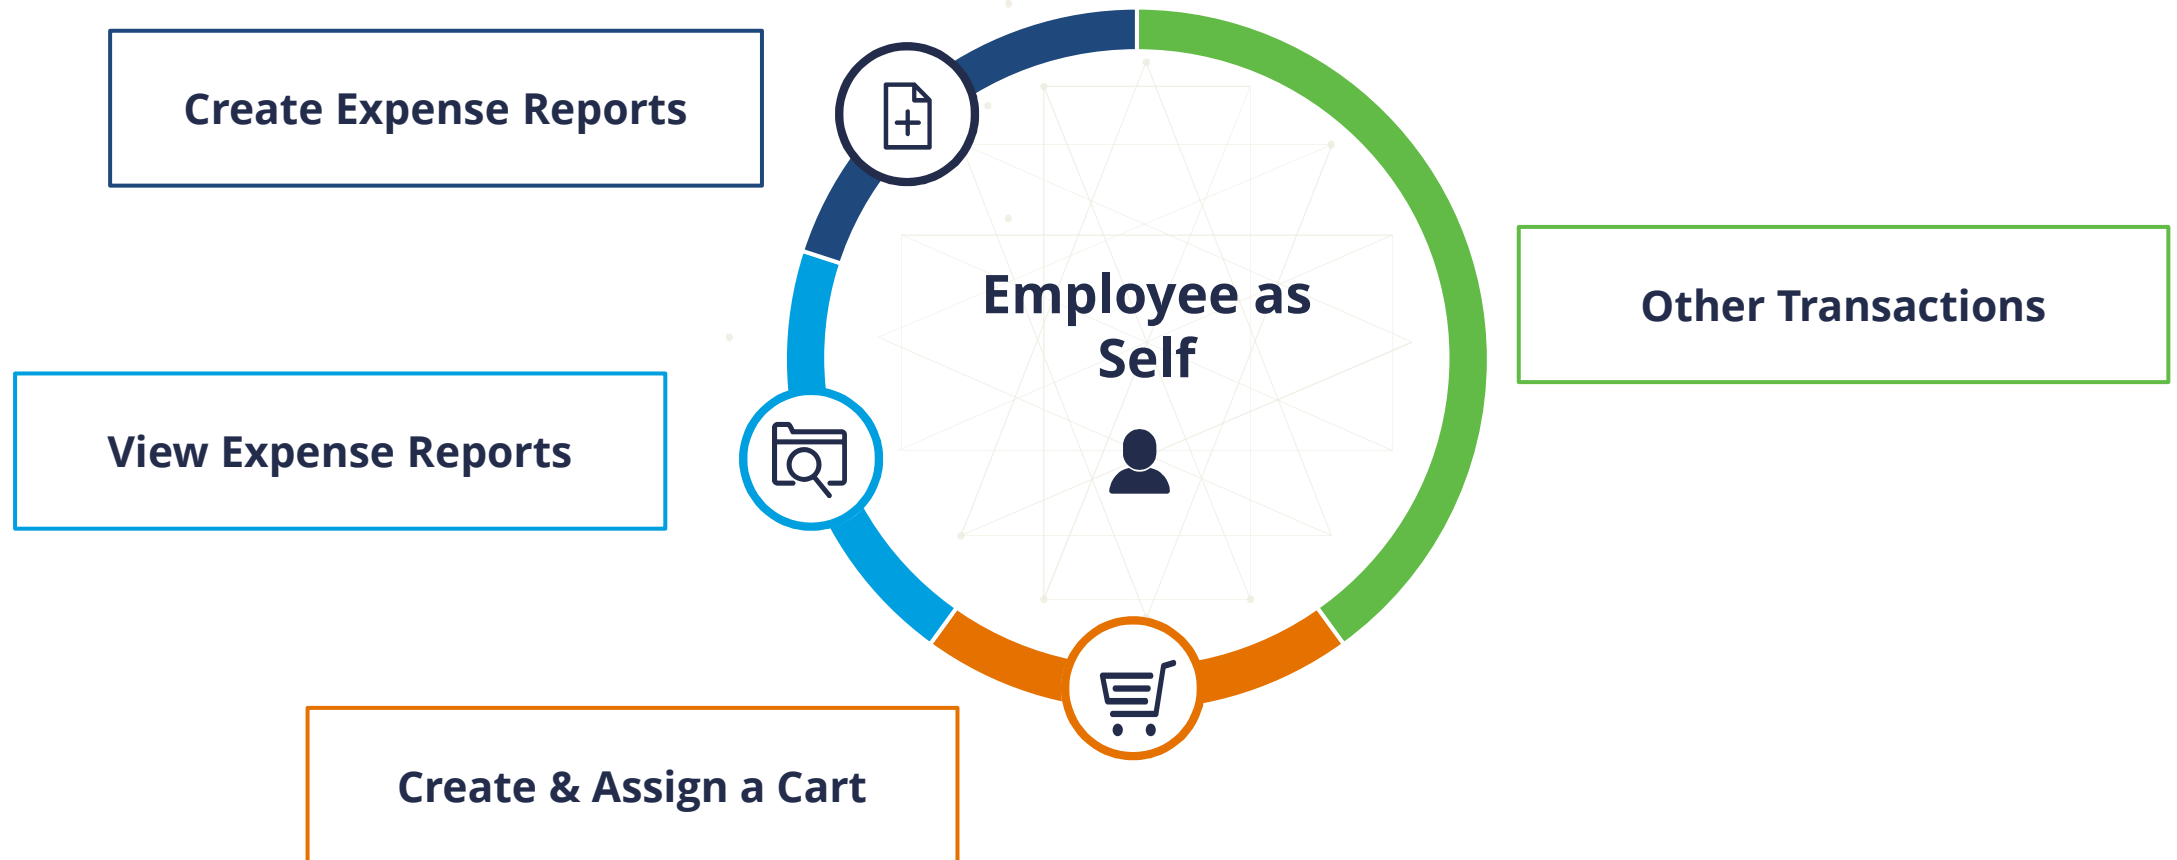 Create Expense Reports
Employee as
Self
Other Transactions
View Expense Reports
Create & Assign a Cart